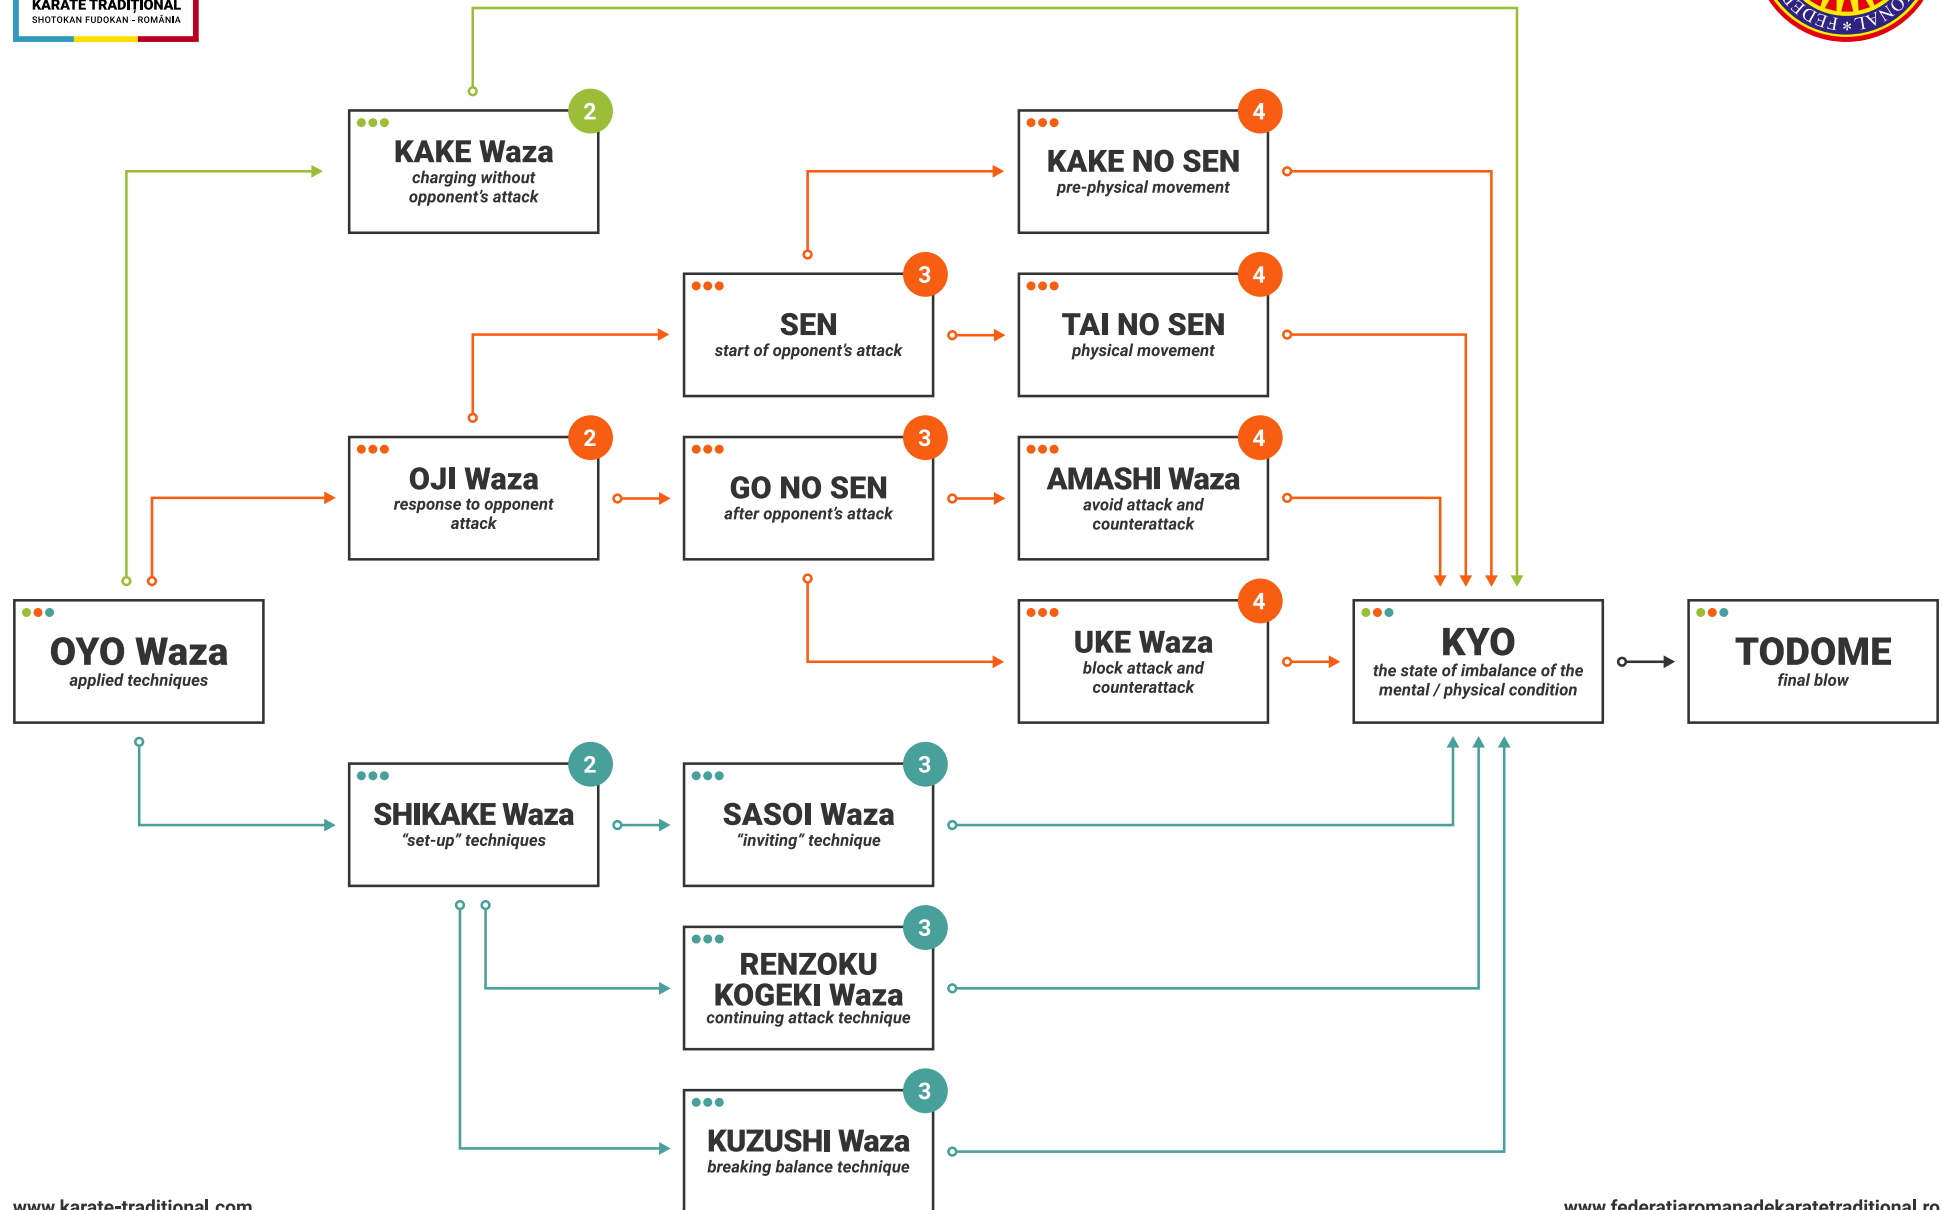 KARATE TRADIȚIONAL
SHOTOKAN FUDOKAN - ROMÂNIA
2
KAKE Waza
charging without
opponent's attack
4
KAKE NO SEN
pre-physical movement
3
SEN
start of opponent's attack
4
TAI NO SEN
physical movement
2
OJI Waza
response to opponent
attack
3
GO NO SEN
after opponent's attack
4
AMASHI Waza
avoid attack and
counterattack
OYO Waza
applied techniques
4
UKE Waza
block attack and
counterattack
KYO
the state of imbalance of the
mental / physical condition
TODOME
final blow
2
SHIKAKE Waza
“set-up” techniques
3
SASOI Waza
“inviting” technique
3
RENZOKU
KOGEKI Waza
continuing attack technique
3
KUZUSHI Waza
breaking balance technique
www.karate-traditional.com
www.federatiaromanadekaratetraditional.ro